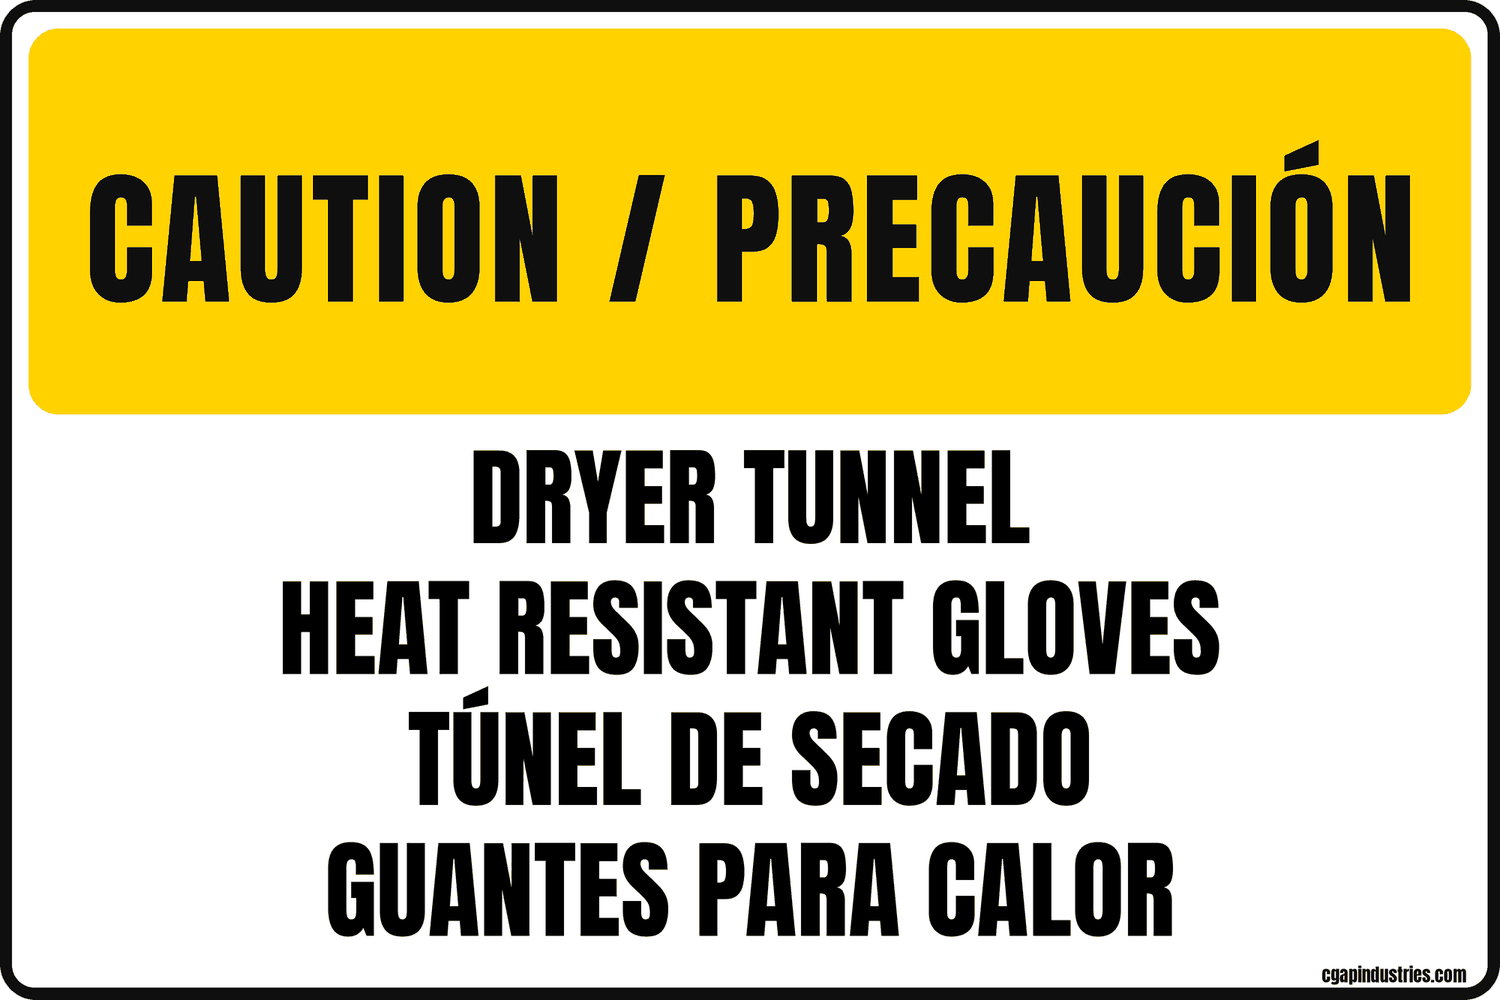 CAUTION / PRECAUCIÓN
DRYER TUNNEL
HEAT RESISTANT GLOVES
TÚNEL DE SECADO
GUANTES PARA CALOR
cgapindustries.com